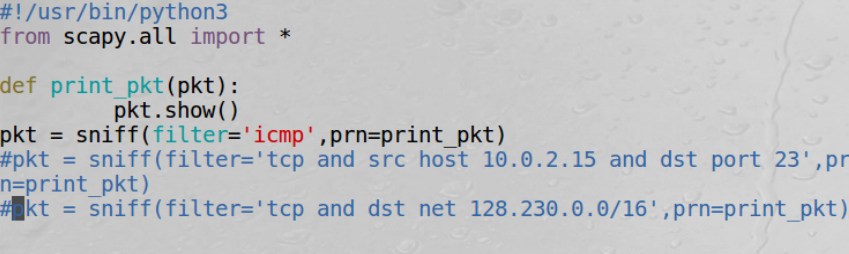 #!/usr/bin/python3
from scapy.all import *
def print_pkt(pkt):
pkt.show()
pkt = sniff(filter='icmp',prn=print_pkt)
#pkt = sniff(filter='tcp and src host 10.0.2.15 and dst port 23',pr
n=print_pkt)
#pkt = sniff(filter='tcp and dst net 128.230.0.0/16',prn=print_pkt)